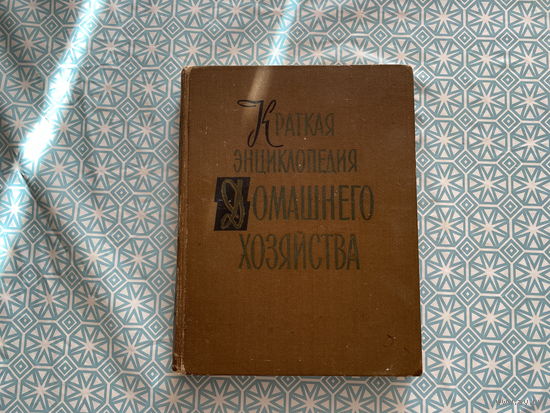 Краткая
энциклопедия
Домашнего
хозяйства